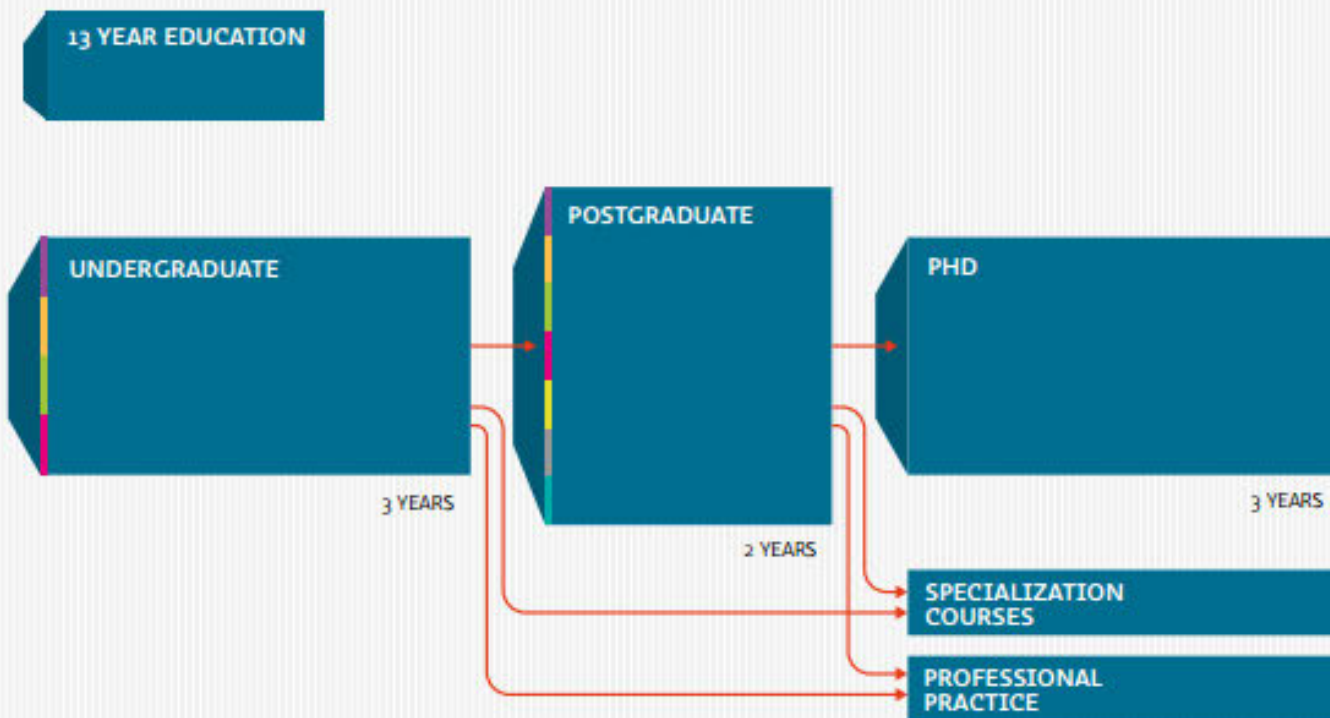 13 YEAR EDUCATION
UNDERGRADUATE
3 YEARS
POSTGRADUATE
2 YEARS
PHD
3 YEARS
SPECIALIZATION
COURSES
PROFESSIONAL
PRACTICE